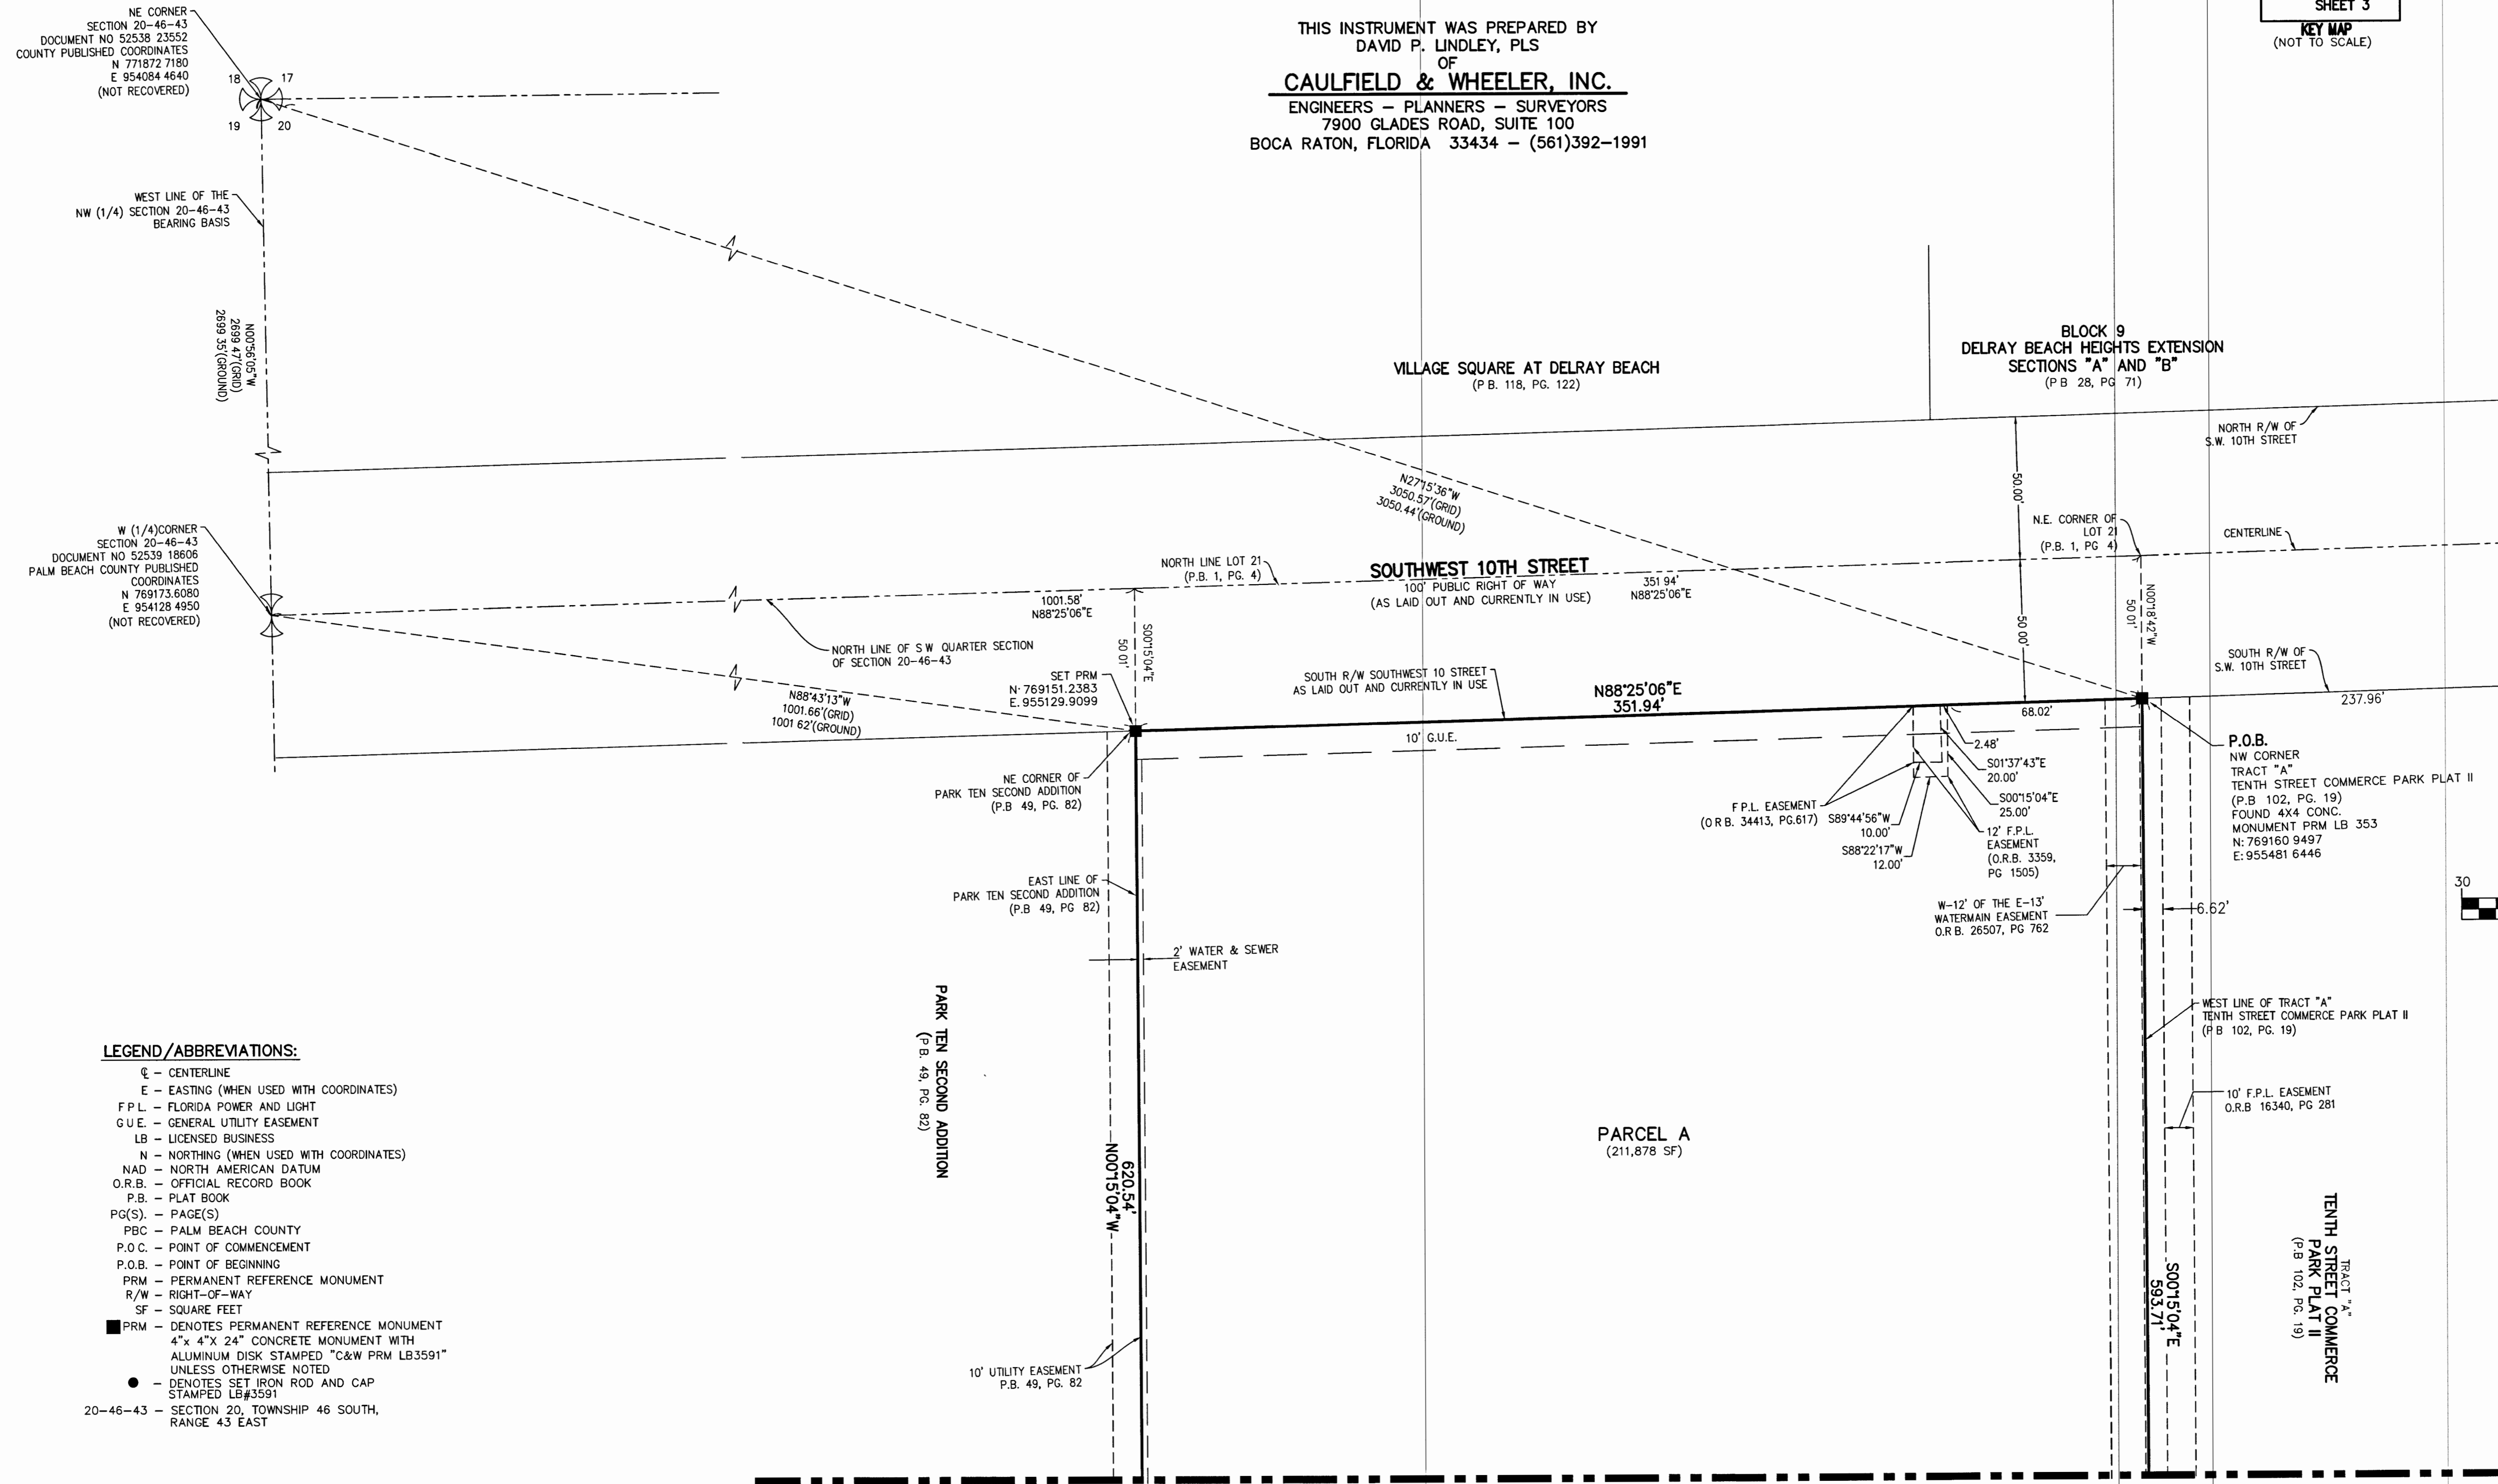 NE CORNER
SECTION 20-46-43
DOCUMENT NO 52538 23552
COUNTY PUBLISHED COORDINATES
N 771872 7180
E 954084 4640
(NOT RECOVERED)
18
17
19
20
THIS INSTRUMENT WAS PREPARED BY
DAVID P. LINDLEY, PLS
OF
CAULFIELD & WHEELER, INC.
ENGINEERS - PLANNERS - SURVEYORS
7900 GLADES ROAD, SUITE 100
BOCA RATON, FLORIDA 33434 - (561)392-1991
SHEET 3
KEY MAP
(NOT TO SCALE)
WEST LINE OF THE
NW (1/4) SECTION 20-46-43
BEARING BASIS
N00°56'05"W
2699 47'(GRID)
2699 35'(GROUND)
VILLAGE SQUARE AT DELRAY BEACH
(P B. 118, PG. 122)
BLOCK 9
DELRAY BEACH HEIGHTS EXTENSION
SECTIONS "A" AND "B"
(P B 28, PG 71)
NORTH R/W OF
S.W. 10TH STREET
50.00'
N27°15'36"W
3050.57'(GRID)
3050.44'(GROUND)
W (1/4)CORNER
SECTION 20-46-43
DOCUMENT NO 52539 18606
PALM BEACH COUNTY PUBLISHED
COORDINATES
N 769173.6080
E 954128 4950
(NOT RECOVERED)
N.E. CORNER OF
LOT 21
(P.B. 1, PG 4)
CENTERLINE
NORTH LINE LOT 21
(P.B. 1, PG. 4)
SOUTHWEST 10TH STREET
100' PUBLIC RIGHT OF WAY
(AS LAID OUT AND CURRENTLY IN USE)
351 94'
N88°25'06"E
1001.58'
N88°25'06"E
NORTH LINE OF S W QUARTER SECTION
OF SECTION 20-46-43
S00°15'04"E
50 01'
50 00'
N00°18'42"W
50.01'
SOUTH R/W OF
S.W. 10TH STREET
SET PRM
N: 769151.2383
E. 955129.9099
SOUTH R/W SOUTHWEST 10 STREET
AS LAID OUT AND CURRENTLY IN USE
N88°25'06"E
351.94'
N88°43'13"W
1001.66'(GRID)
1001 62'(GROUND)
237.96'
68.02'
10' G.U.E.
2.48'
S01°37'43"E
20.00'
S00°15'04"E
25.00'
P.O.B.
NW CORNER
TRACT "A"
TENTH STREET COMMERCE PARK PLAT II
(P.B 102, PG. 19)
FOUND 4X4 CONC.
MONUMENT PRM LB 353
N: 769160 9497
E: 955481 6446
NE CORNER OF
PARK TEN SECOND ADDITION
(P.B 49, PG. 82)
F P.L. EASEMENT
(O R B. 34413, PG.617)
S89°44'56"W
10.00'
S88°22'17"W
12.00'
12' F.P.L.
EASEMENT
(O.R.B. 3359,
PG 1505)
EAST LINE OF
PARK TEN SECOND ADDITION
(P.B 49, PG 82)
W-12' OF THE E-13'
WATERMAIN EASEMENT
O.R B. 26507, PG 762
6.62'
30
2' WATER & SEWER
EASEMENT
PARK TEN SECOND ADDITION
(P B. 49, PG. 82)
WEST LINE OF TRACT "A"
TENTH STREET COMMERCE PARK PLAT II
(P B 102, PG. 19)
10' F.P.L. EASEMENT
O.R.B 16340, PG 281
PARCEL A
(211,878 SF)
620.54'
N00°15'04"W
S00°15'04"E
593.71'
TRACT "A"
TENTH STREET COMMERCE
PARK PLAT II
(P.B 102, PG. 19)
10' UTILITY EASEMENT
P.B. 49, PG. 82
LEGEND/ABBREVIATIONS:
℄ - CENTERLINE
E - EASTING (WHEN USED WITH COORDINATES)
F P L. - FLORIDA POWER AND LIGHT
G U E. - GENERAL UTILITY EASEMENT
LB - LICENSED BUSINESS
N - NORTHING (WHEN USED WITH COORDINATES)
NAD - NORTH AMERICAN DATUM
O.R.B. - OFFICIAL RECORD BOOK
P.B. - PLAT BOOK
PG(S). - PAGE(S)
PBC - PALM BEACH COUNTY
P.O C. - POINT OF COMMENCEMENT
P.O.B. - POINT OF BEGINNING
PRM - PERMANENT REFERENCE MONUMENT
R/W - RIGHT-OF-WAY
SF - SQUARE FEET
PRM - DENOTES PERMANENT REFERENCE MONUMENT
4"x 4"X 24" CONCRETE MONUMENT WITH
ALUMINUM DISK STAMPED "C&W PRM LB3591"
UNLESS OTHERWISE NOTED
● - DENOTES SET IRON ROD AND CAP
STAMPED LB#3591
20-46-43 - SECTION 20, TOWNSHIP 46 SOUTH,
RANGE 43 EAST